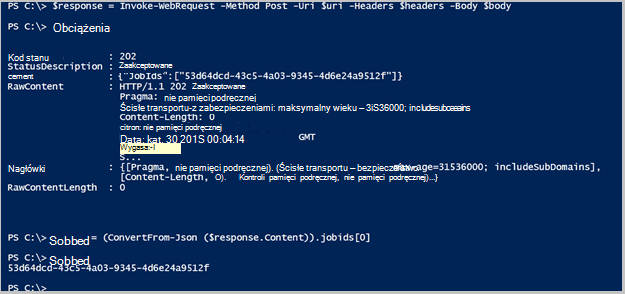 PS C:\> $response = Invoke-WebRequest -Method Post -Uri $uri -Headers $headers -Body $body
PS C:\> Obciążenia
Kod stanu : 202
StatusDescription : Zaakceptowane
cement : {"JobIds":["53d64dcd-43c5-4a03-9345-4d6e24a9512f"]}
RawContent : HTTP/1.1 202 Zaakceptowane
Pragma: nie pamięci podręcznej
Ścisłe transportu-z zabezpieczeniami: maksymalny wieku – 3iS36000;
Content-Length: 0
citron: nie pamięci podręcznej
Data: kat, 30 201S 00:04:14 GMT
Wygasa:-l
S...
Nagłówki : {[Pragma, nie pamięci podręcznej). (Ścisłe transportu – bezpieczeństwo age=31536000; includeSubDomains],
[Content-Length, O). Kontroli pamięci podręcznej, nie pamięci podręcznej)...}
RawContentLength : 0
PS C:\> Sobbed = (ConvertFrom-Json ($response.Content)).jobids[0]
PS C:\> Sobbed
53d64dcd-43c5-4a03-9345-4d6e24a9512f
PS C:\>